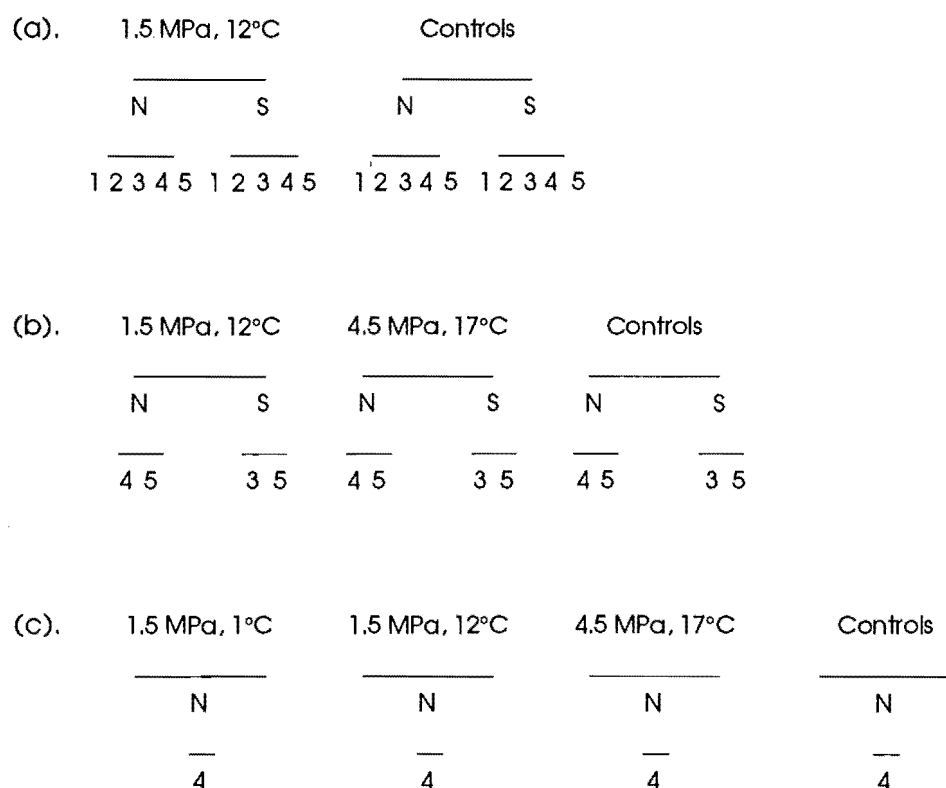 (a). 1.5 MPa, 12°C Controls
N S N S
1 2 3 4 5 1 2 3 4 5 1 2 3 4 5 1 2 3 4 5
(b). 1.5 MPa, 12°C 4.5 MPa, 17°C Controls
N S N S N S
4 5 3 5 4 5 3 5 4 5 3 5
(c). 1.5 MPa, 1°C 1.5 MPa, 12°C 4.5 MPa, 17°C Controls
N N N N
4 4 4 4